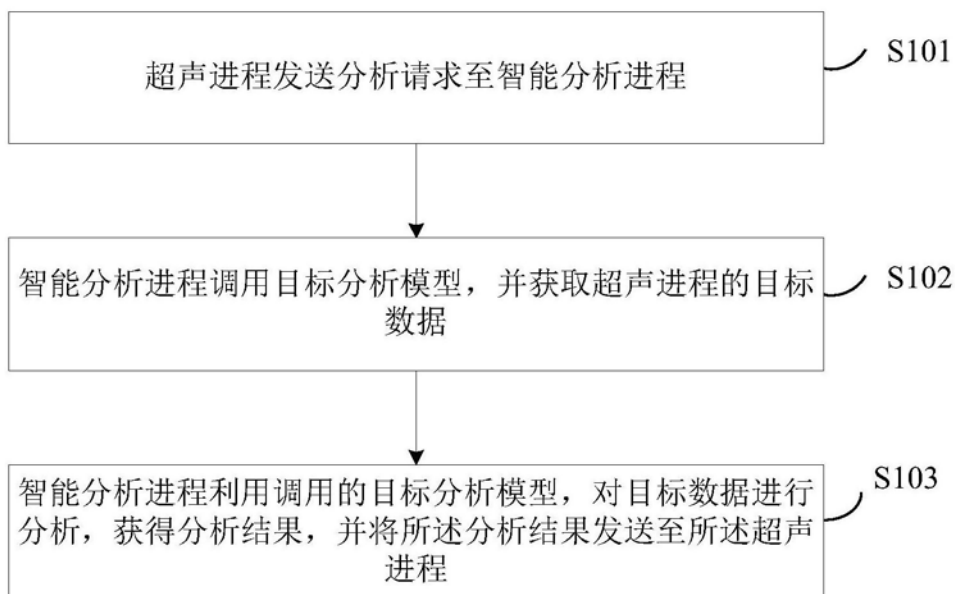 超声进程发送分析请求至智能分析进程
S101
智能分析进程调用目标分析模型，并获取超声进程的目标
数据
S102
智能分析进程利用调用的目标分析模型，对目标数据进行
分析，获得分析结果，并将所述分析结果发送至所述超声
进程
S103